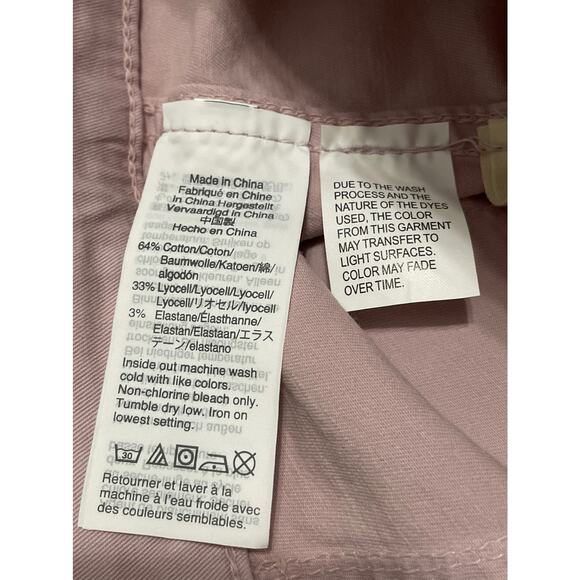 Made in China
Fabriqué en Chine
In China Hergestellt
Vervaardigd in China
中国製
Hecho en China
64% Cotton/Coton/
Baumwolle/Katoen/綿/
algodón
33% Lyocell/Lyocell/Lyocell/
Lyocell/リオセル/lyocell
3% Elastane/Élasthanne/
Elastan/Elastaan/エラス
テーン/elastano
Inside out machine wash
cold with like colors.
Non-chlorine bleach only.
Tumble dry low. Iron on
lowest setting.
30
Retourner et laver à la
machine à l'eau froide avec
des couleurs semblables.
DUE TO THE WASH
PROCESS AND THE
NATURE OF THE DYES
USED, THE COLOR
FROM THIS GARMENT
MAY TRANSFER TO
LIGHT SURFACES.
COLOR MAY FADE
OVER TIME.